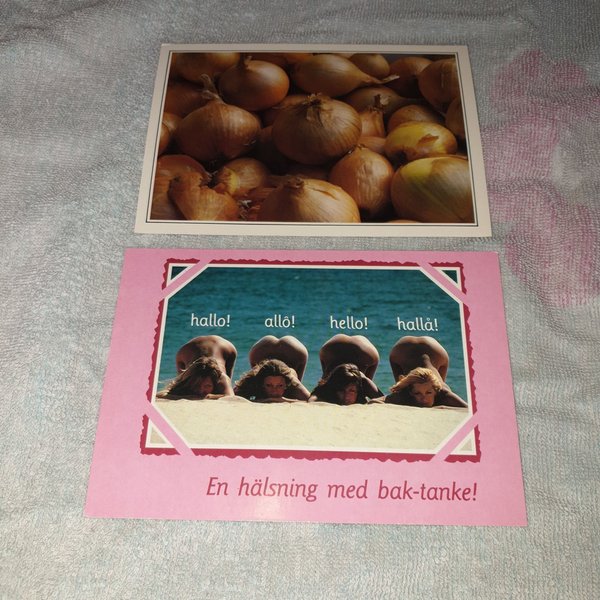 hallo! allô! hello! hallå!
En hälsning med bak-tanke!